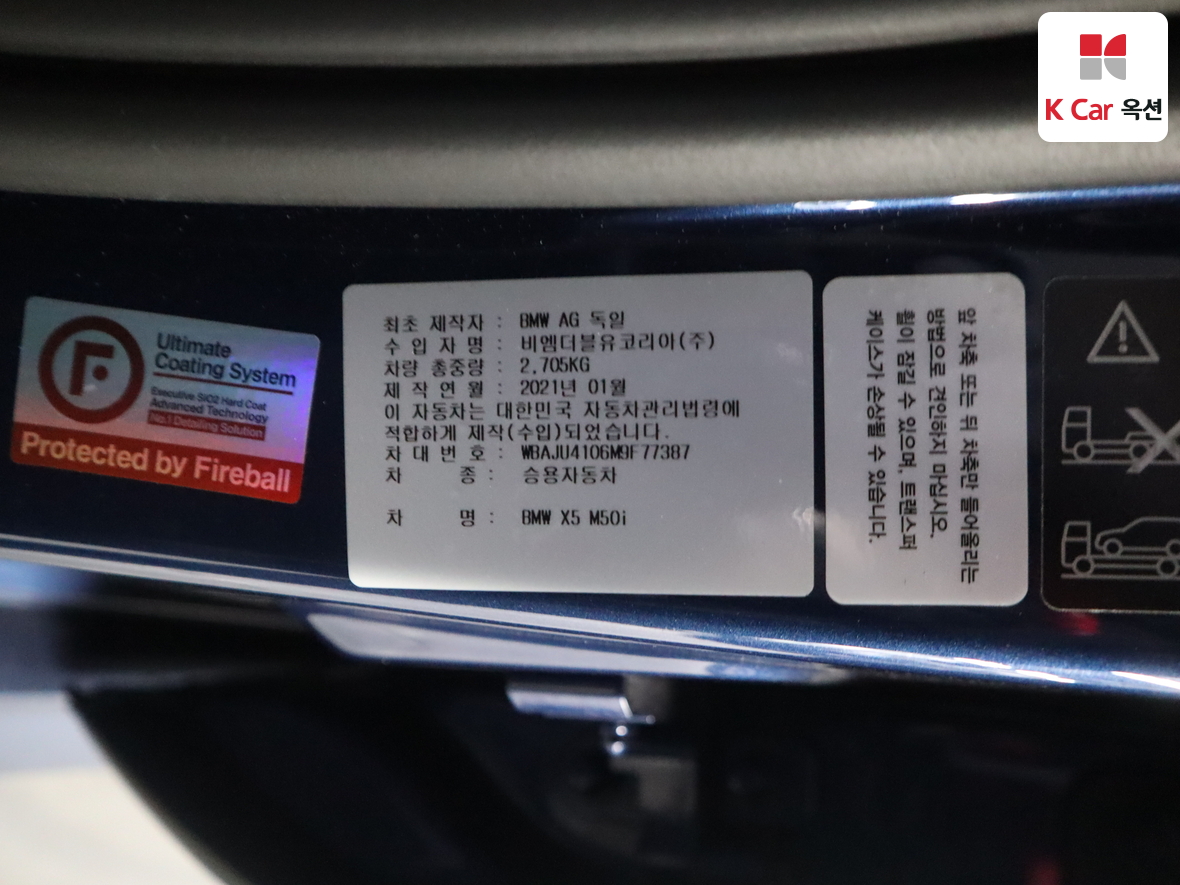 K Car 옥션
Ultimate
Coating System
Executive SiO2 Hard Coat
Advanced Technology
No.1 Detailing Solution
Protected by Fireball
최초 제작자 : BMW AG 독일
수 입 자 명 : 비엠더블유코리아(주)
차량 총중량 : 2,705KG
제 작 연 월 : 2021년 01월
이 자동차는 대한민국 자동차관리법령에
적합하게 제작(수입)되었습니다.
차 대 번 호 : WBAJU4106M9F77387
차 종 : 승용자동차
차 명 : BMW X5 M50i
앞 차축 또는 뒤 차축만 들어올리는
방법으로 견인하지 마십시오.
휠이 잠길 수 있으며, 트랜스퍼
케이스가 손상될 수 있습니다.